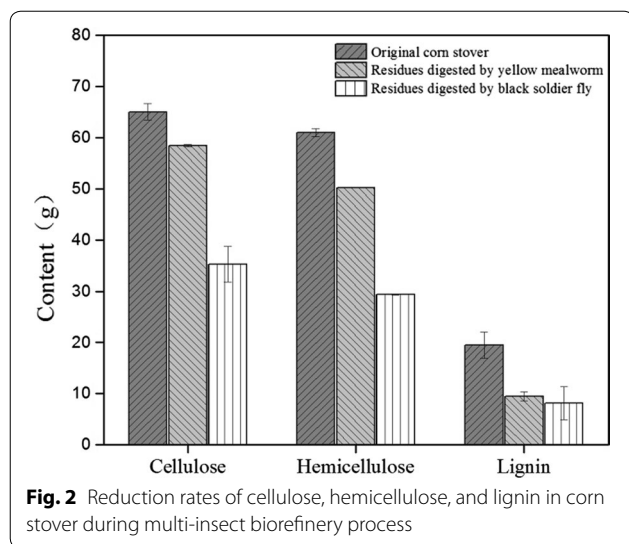 80
70
60
50
40
30
20
10
0
Content（g）
Original corn stover
Residues digested by yellow mealworm
Residues digested by black soldier fly
Cellulose Hemicellulose Lignin
Fig. 2 Reduction rates of cellulose, hemicellulose, and lignin in corn
stover during multi-insect biorefinery process